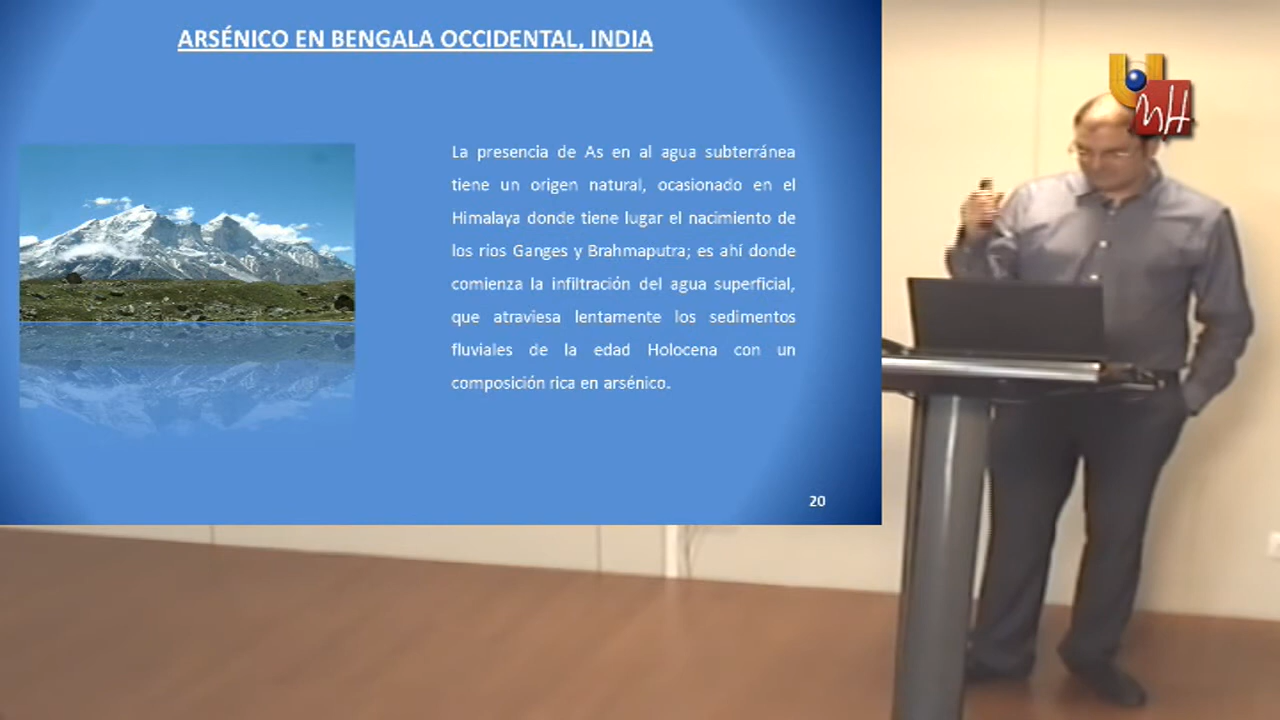 ARSÉNICO EN BENGALA OCCIDENTAL, INDIA
La presencia de As en al agua subterránea
tiene un origen natural, ocasionado en el
Himalaya donde tiene lugar el nacimiento de
los ríos Ganges y Brahmaputra; es ahí donde
comienza la infiltración del agua superficial,
que atraviesa lentamente los sedimentos
fluviales de la edad Holocena con un
composición rica en arsénico.
20
UMH